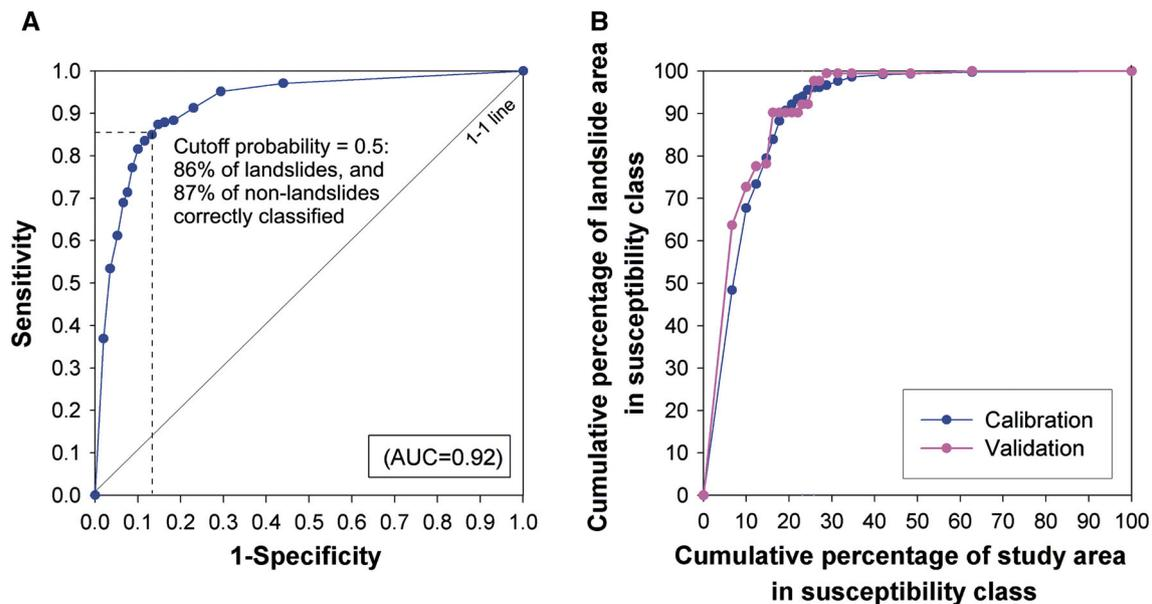 A
Sensitivity
1.0
0.9
0.8
0.7
0.6
0.5
0.4
0.3
0.2
0.1
0.0
1-1 line
Cutoff probability = 0.5:
86% of landslides, and
87% of non-landslides
correctly classified
(AUC=0.92)
0.0 0.1 0.2 0.3 0.4 0.5 0.6 0.7 0.8 0.9 1.0
1-Specificity
B
Cumulative percentage of landslide area
in susceptibility class
100
90
80
70
60
50
40
30
20
10
0
Calibration
Validation
0 10 20 30 40 50 60 70 80 90 100
Cumulative percentage of study area
in susceptibility class